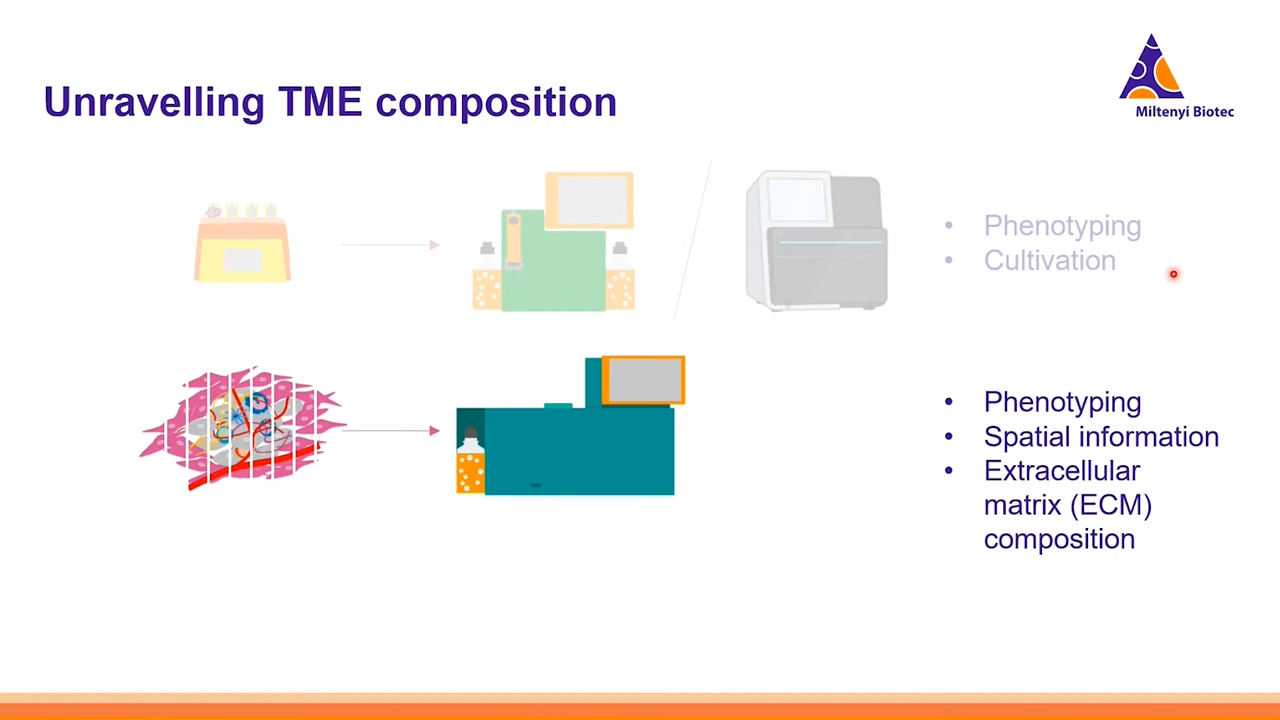 Unravelling TME composition
Miltenyi Biotec
• Phenotyping
• Cultivation
• Phenotyping
• Spatial information
• Extracellular
matrix (ECM)
composition